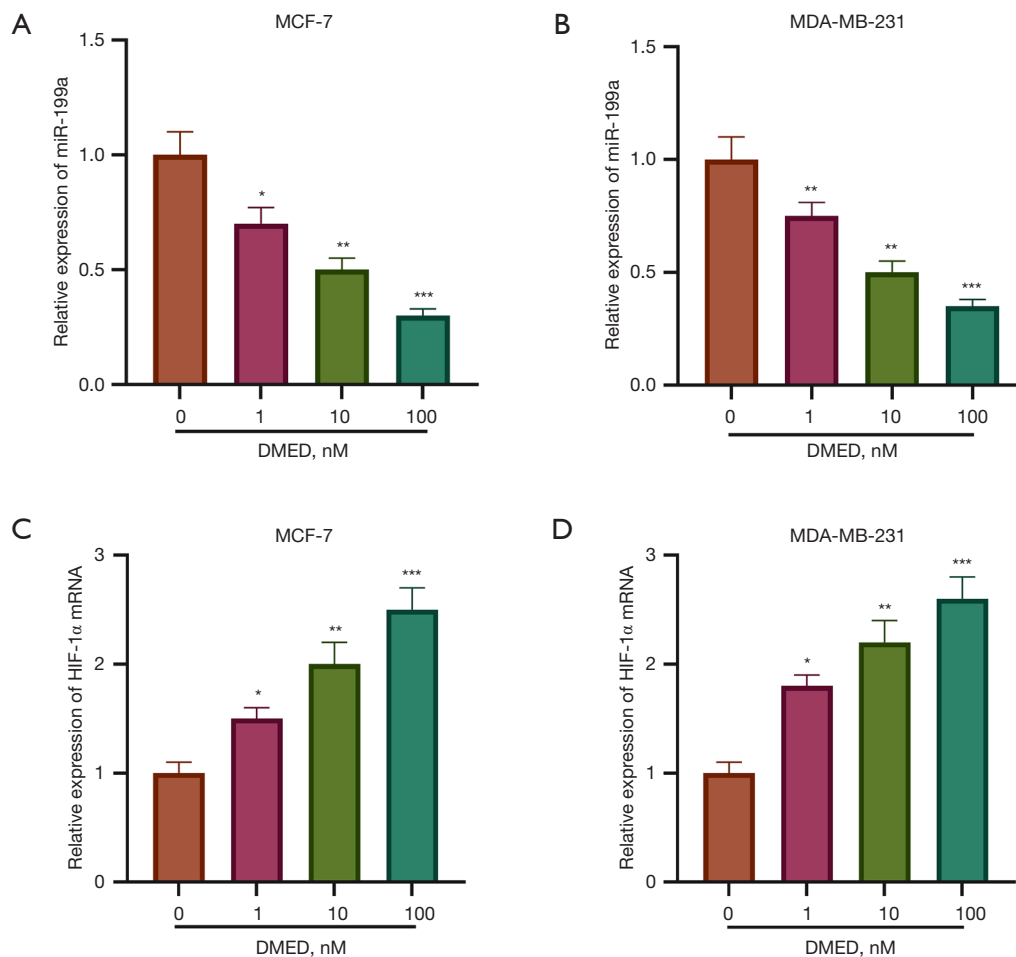 A
MCF-7
Relative expression of miR-199a
1.5
1.0
0.5
0.0
*
**
***
0 1 10 100
DMED, nM
B
MDA-MB-231
Relative expression of miR-199a
1.5
1.0
0.5
0.0
**
**
***
0 1 10 100
DMED, nM
C
MCF-7
Relative expression of HIF-1α mRNA
3
2
1
0
*
**
***
0 1 10 100
DMED, nM
D
MDA-MB-231
Relative expression of HIF-1α mRNA
3
2
1
0
*
**
***
0 1 10 100
DMED, nM